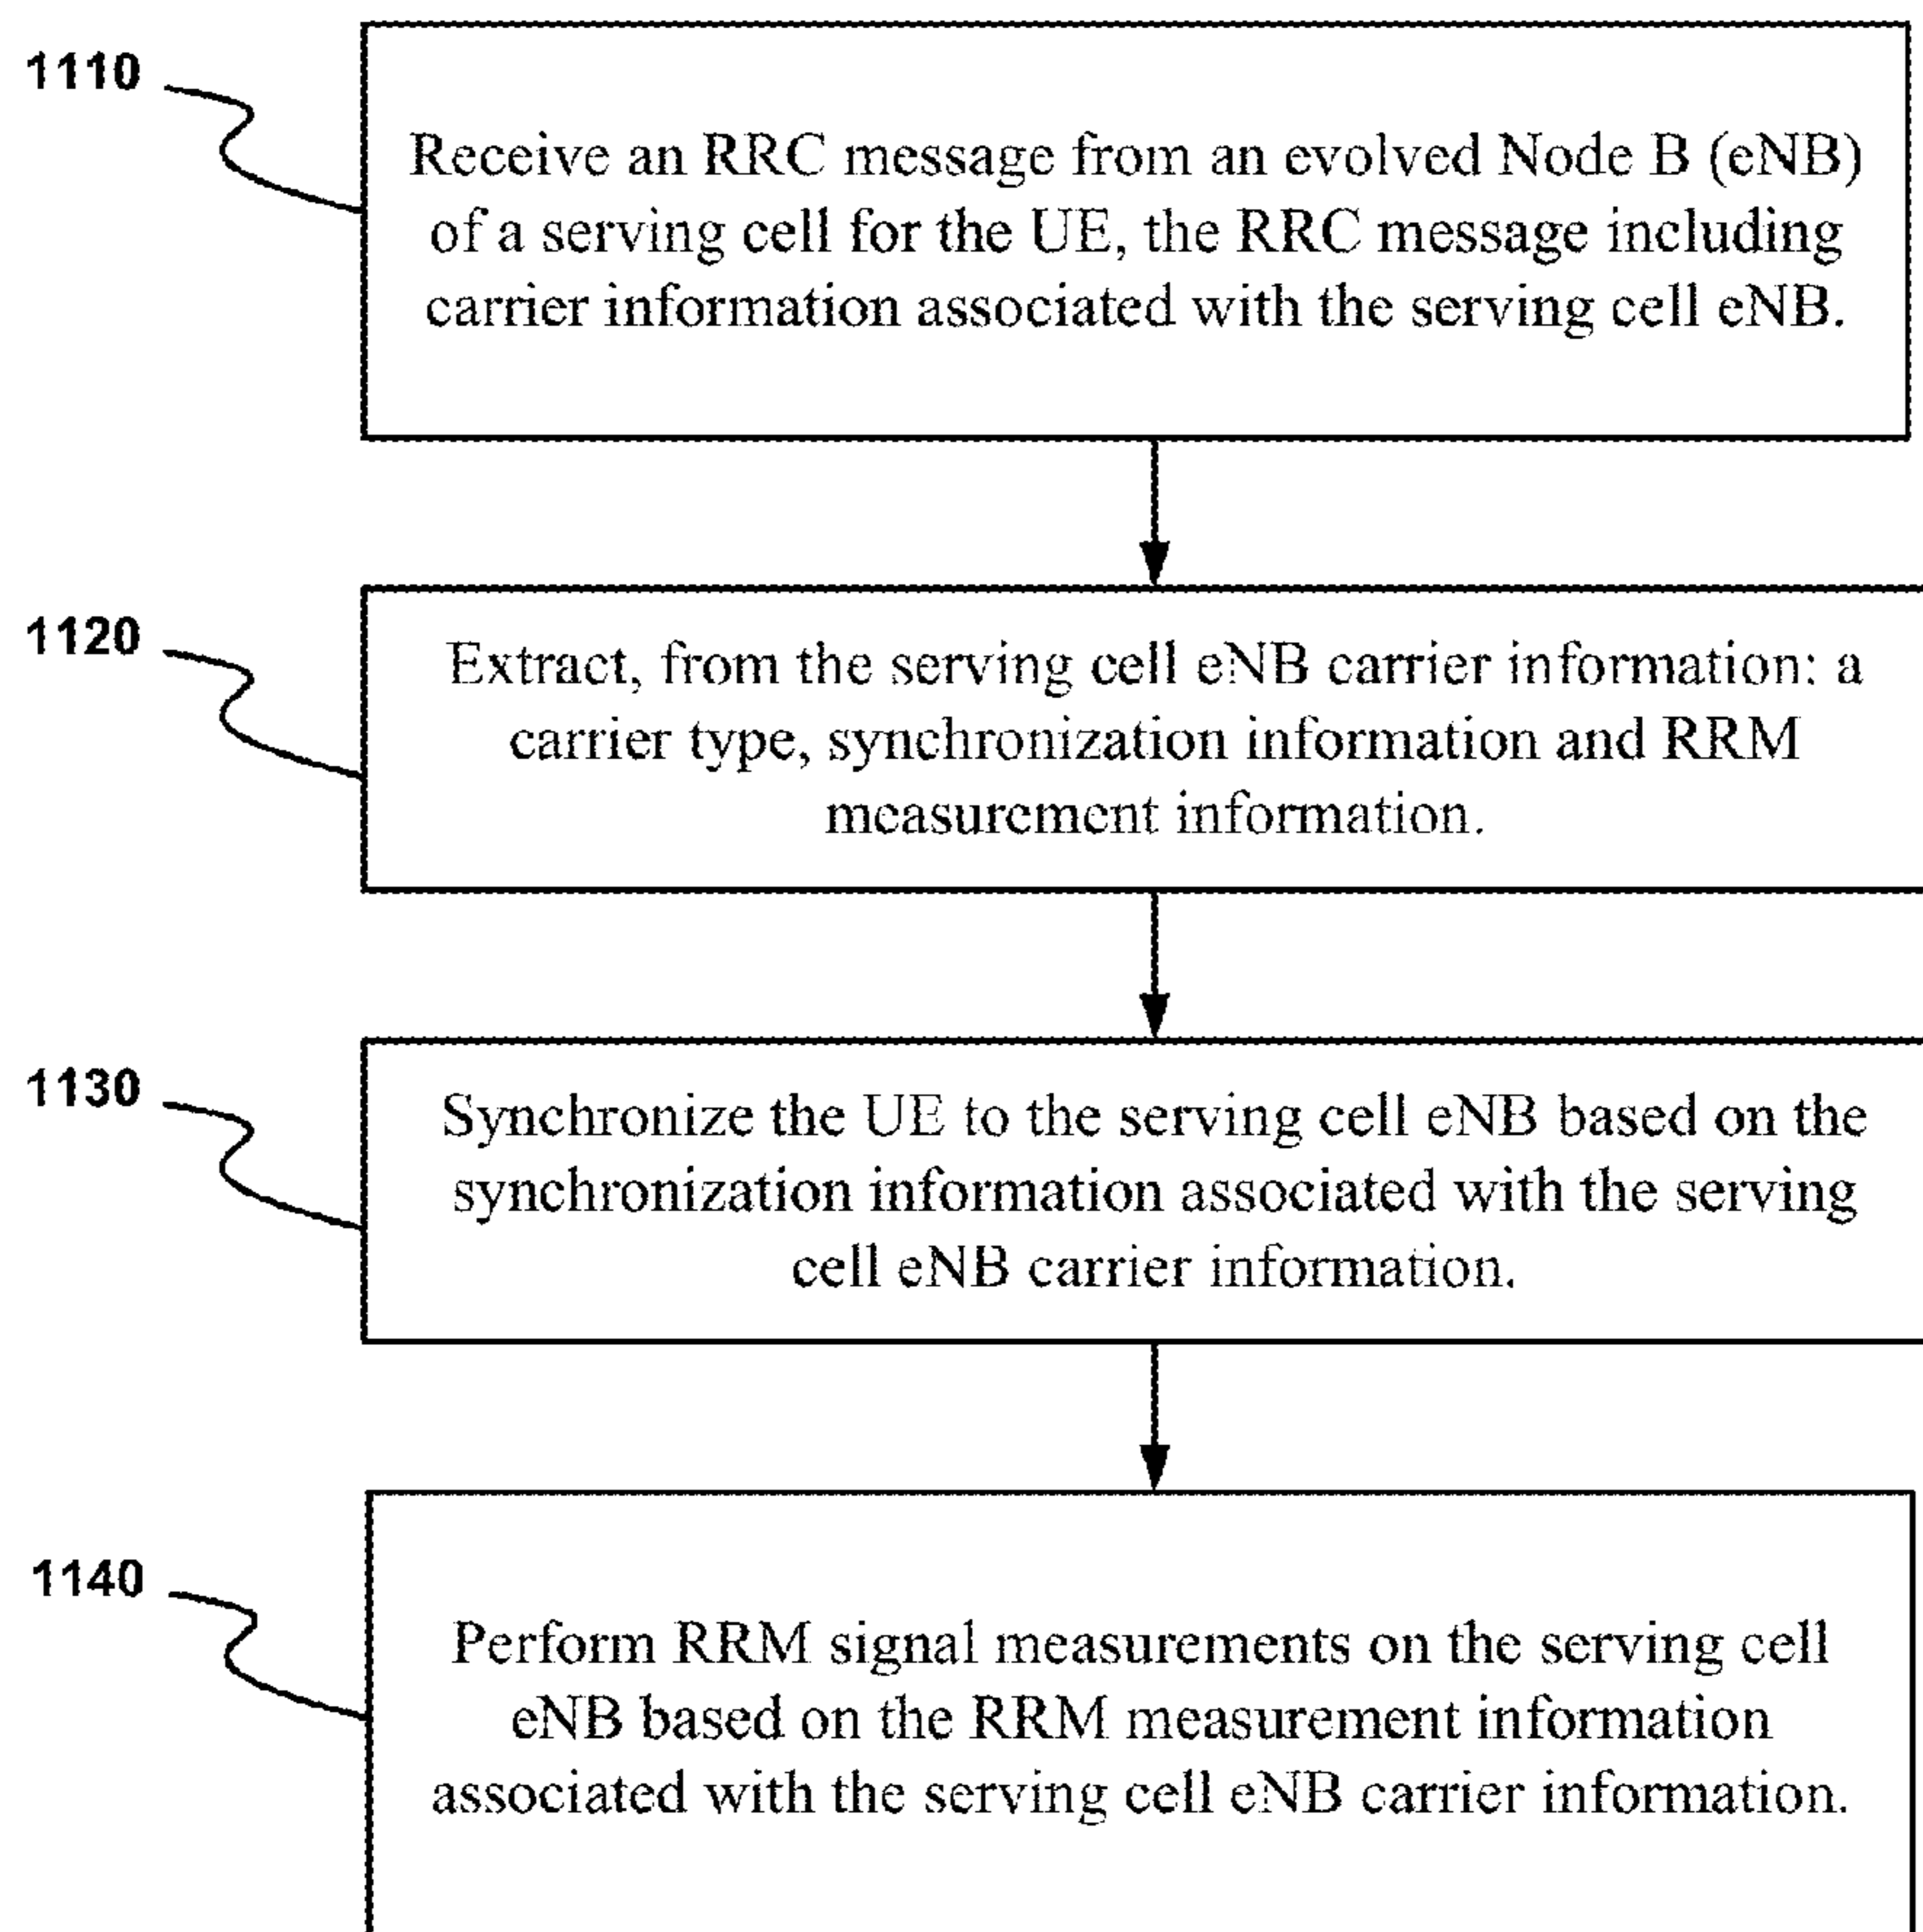 1110
Receive an RRC message from an evolved Node B (eNB)
of a serving cell for the UE, the RRC message including
carrier information associated with the serving cell eNB.
1120
Extract, from the serving cell eNB carrier information: a
carrier type, synchronization information and RRM
measurement information.
1130
Synchronize the UE to the serving cell eNB based on the
synchronization information associated with the serving
cell eNB carrier information.
1140
Perform RRM signal measurements on the serving cell
eNB based on the RRM measurement information
associated with the serving cell eNB carrier information.